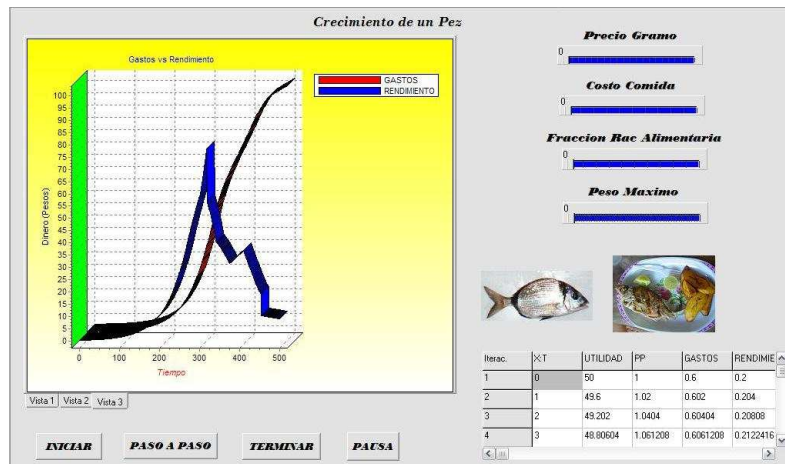 Crecimiento de un Pez
Gastos vs Rendimiento
GASTOS
RENDIMIENTO
Dinero (Pesos)
100
95
90
85
80
75
70
65
60
55
50
45
40
35
30
25
20
15
10
5
0
0 100 200 300 400 500
Tiempo
Vista 1 Vista 2 Vista 3
INICIAR PASO A PASO TERMINAR PAUSA
Precio Gramo
0
Costo Comida
0
Fraccion Rac Alimentaria
0
Peso Maximo
0
Iterac. X:T UTILIDAD PP GASTOS RENDIMIE
1 0 50 1 0.6 0.2
2 1 49.6 1.02 0.602 0.204
3 2 49.202 1.0404 0.60404 0.20808
4 3 48.80604 1.061208 0.6061208 0.2122416